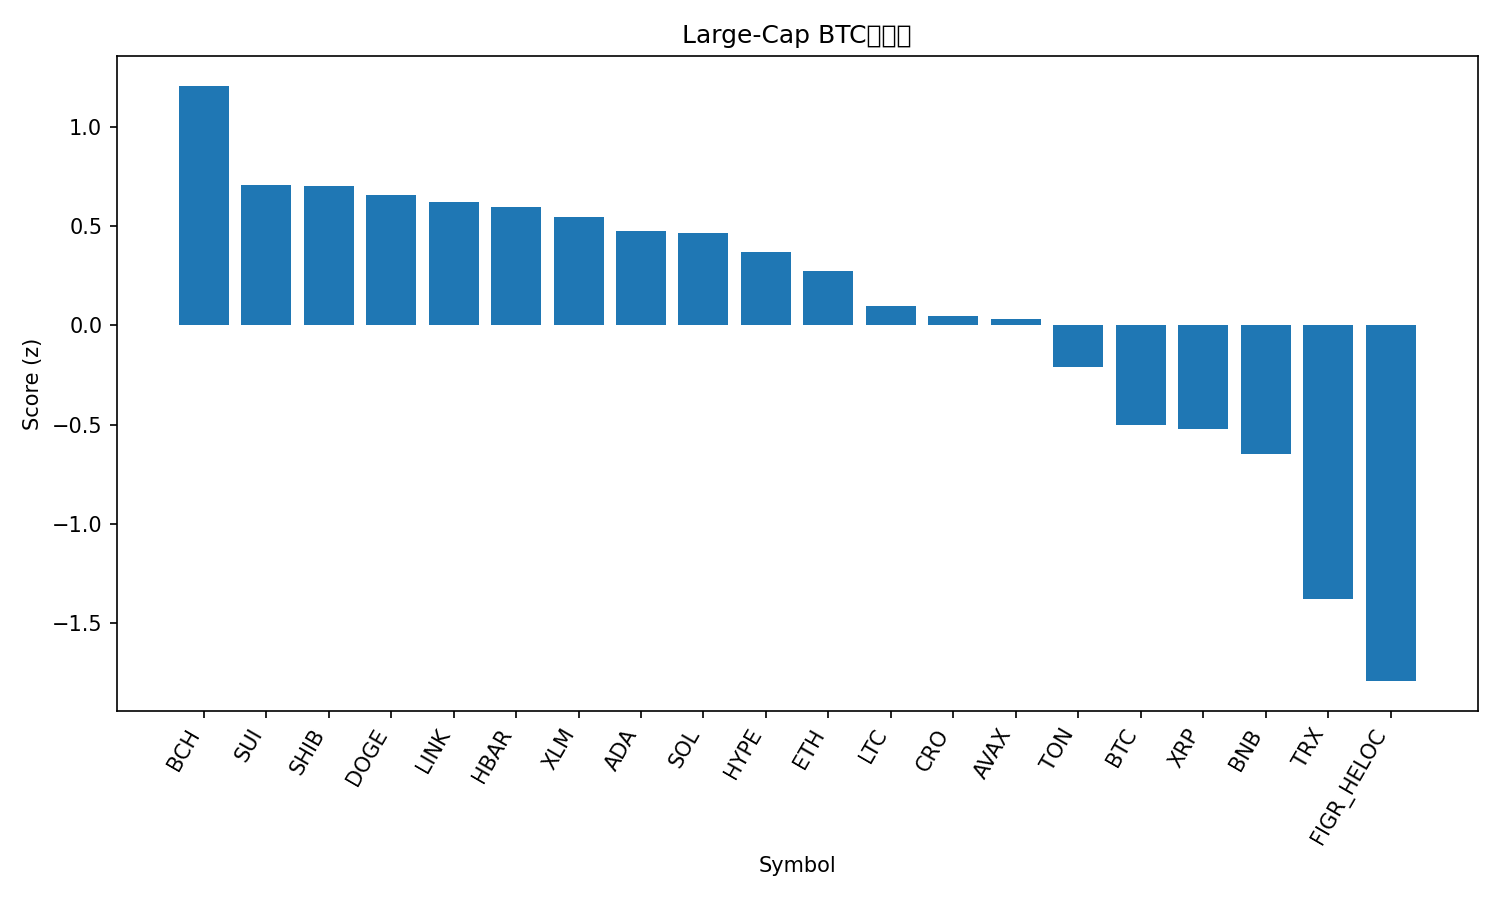 Large-Cap BTC
Score (z)
1.0
0.5
0.0
−0.5
−1.0
−1.5
BCH
SUI
SHIB
DOGE
LINK
HBAR
XLM
ADA
SOL
HYPE
ETH
LTC
CRO
AVAX
TON
BTC
XRP
BNB
TRX
FIGR_HELOC
Symbol